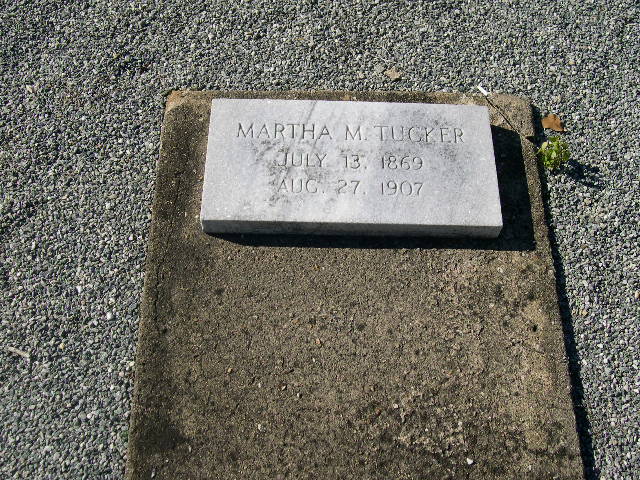 MARTHA M. TUCKER
JULY 13, 1869
AUG. 27, 1907